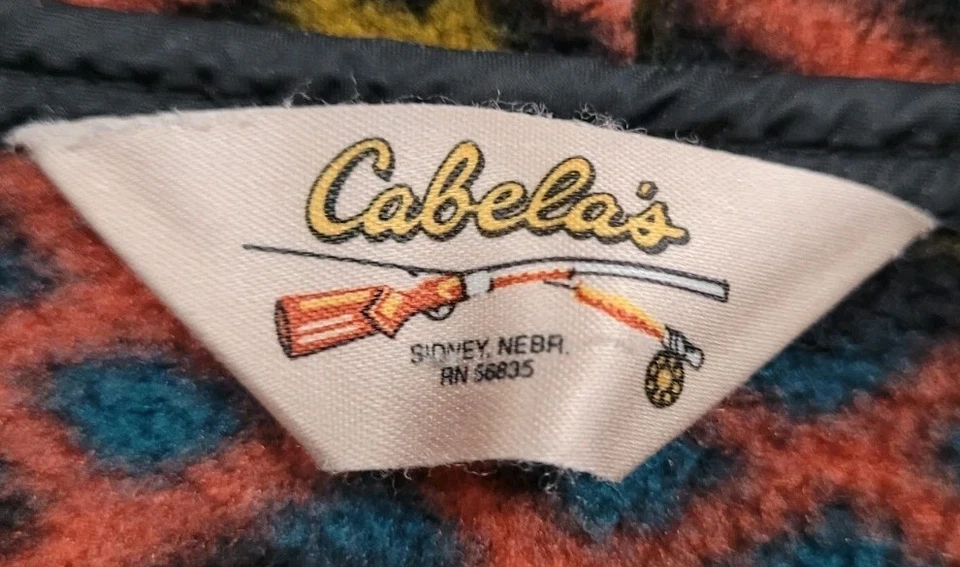 Cabela's
SIDNEY, NEBR.
RN 56835